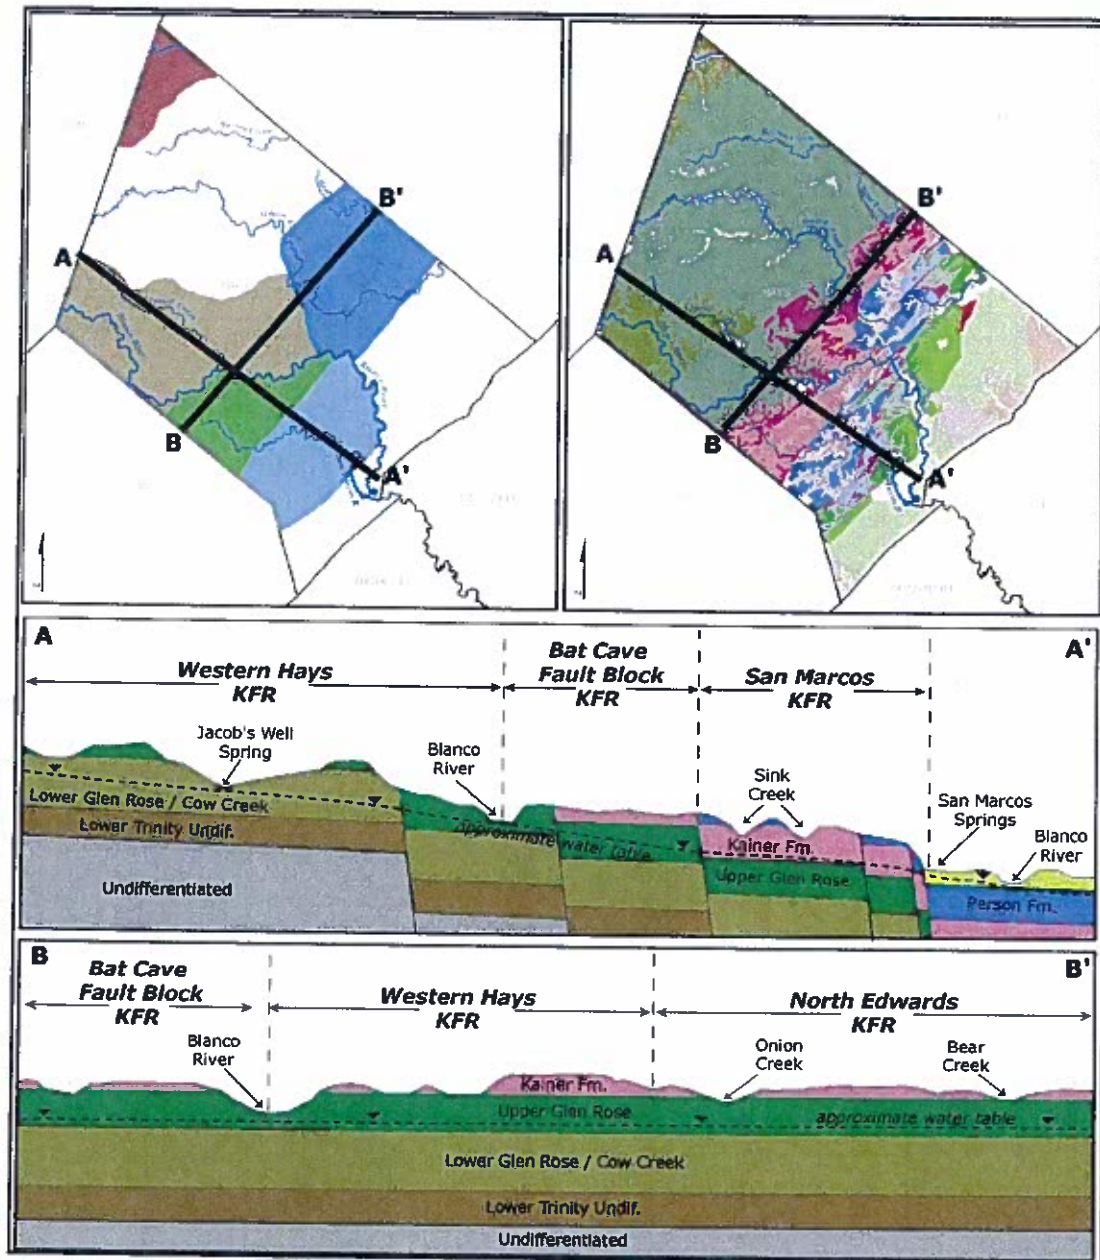 B'
A
B
A'
B'
A
B
A'
A
A'
Western Hays
KFR
Bat Cave
Fault Block
KFR
San Marcos
KFR
Jacob's Well
Spring
Blanco
River
Sink
Creek
San Marcos
Springs
Blanco
River
Lower Glen Rose / Cow Creek
Lower Trinity Undif.
Undifferentiated
approximate water table
Kainer Fm.
Upper Glen Rose
Person Fm.
B
B'
Bat Cave
Fault Block
KFR
Western Hays
KFR
North Edwards
KFR
Blanco
River
Onion
Creek
Bear
Creek
Kainer Fm.
Upper Glen Rose
approximate water table
Lower Glen Rose / Cow Creek
Lower Trinity Undif.
Undifferentiated